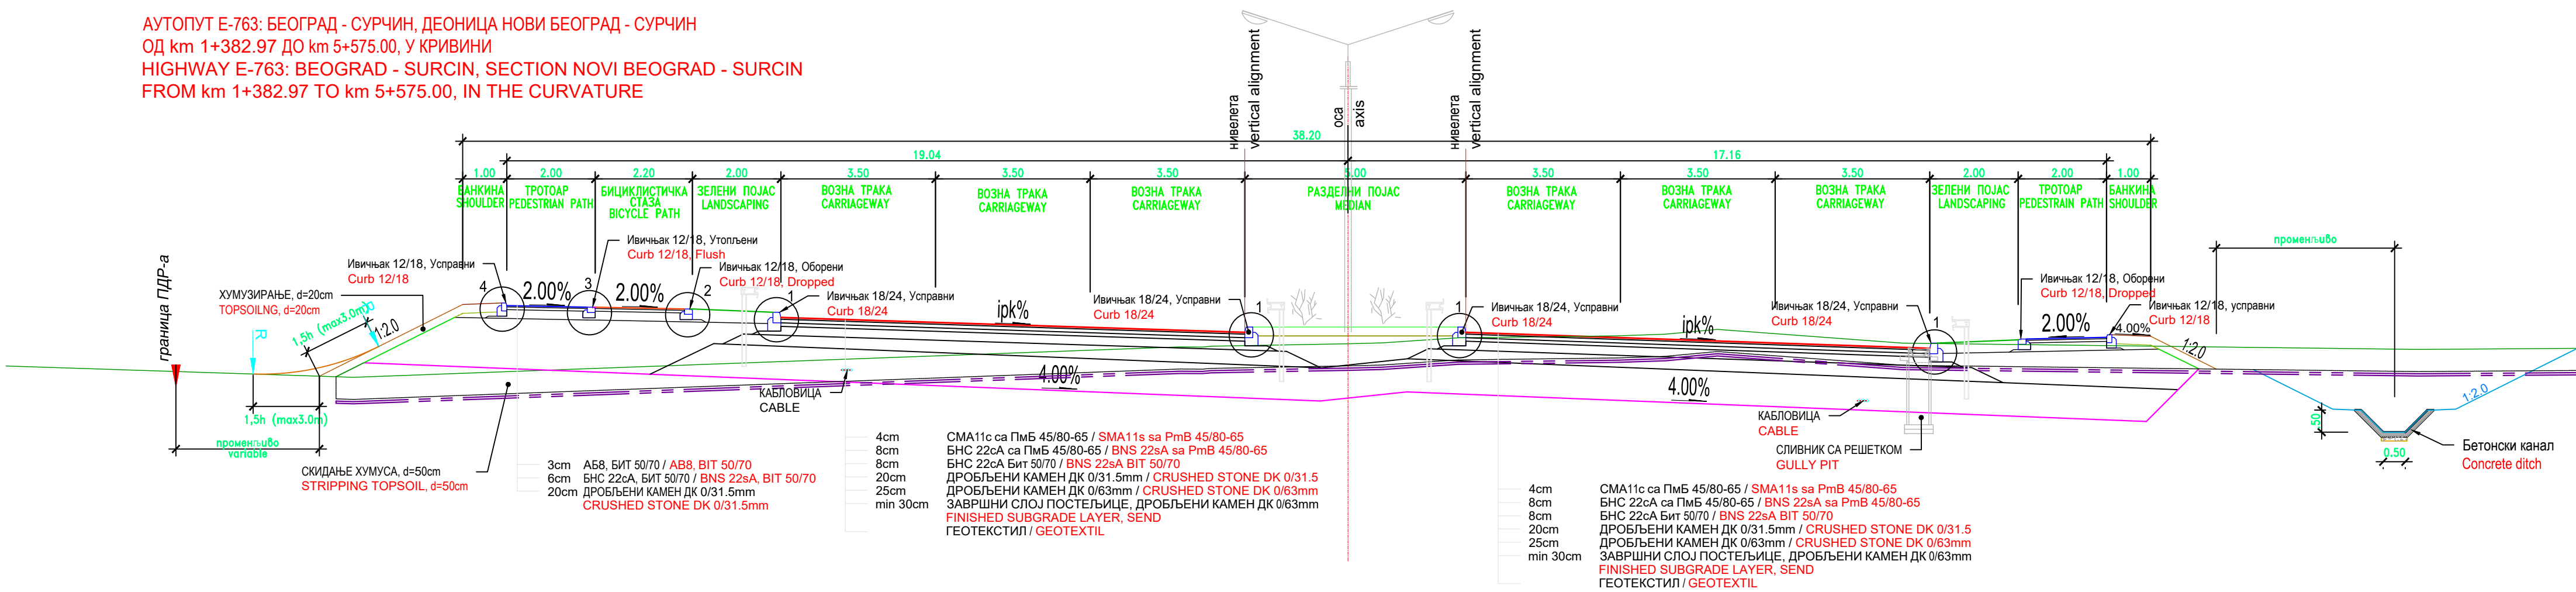 АУТОПУТ Е-763: БЕОГРАД - СУРЧИН, ДЕОНИЦА НОВИ БЕОГРАД - СУРЧИН
ОД km 1+382.97 ДО km 5+575.00, У КРИВИНИ
HIGHWAY E-763: BEOGRAD - SURCIN, SECTION NOVI BEOGRAD - SURCIN
FROM km 1+382.97 TO km 5+575.00, IN THE CURVATURE
нивелета
vertical alignment
оса
axis
нивелета
vertical alignment
38.20
19.04
17.16
1.00
2.00
2.20
2.00
3.50
3.50
3.50
5.00
3.50
3.50
3.50
2.00
2.00
1.00
БАНКИНА
SHOULDER
ТРОТОАР
PEDESTRIAN PATH
БИЦИКЛИСТИЧКА
СТАЗА
BICYCLE PATH
ЗЕЛЕНИ ПОЈАС
LANDSCAPING
ВОЗНА ТРАКА
CARRIAGEWAY
ВОЗНА ТРАКА
CARRIAGEWAY
ВОЗНА ТРАКА
CARRIAGEWAY
РАЗДЕЛНИ ПОЈАС
MEDIAN
ВОЗНА ТРАКА
CARRIAGEWAY
ВОЗНА ТРАКА
CARRIAGEWAY
ВОЗНА ТРАКА
CARRIAGEWAY
ЗЕЛЕНИ ПОЈАС
LANDSCAPING
ТРОТОАР
PEDESTRAIN PATH
БАНКИНА
SHOULDER
променљиво
граница ПДР-а
Ивичњак 12/18, Усправни
Curb 12/18
Ивичњак 12/18, Утопљени
Curb 12/18, Flush
Ивичњак 12/18, Оборени
Curb 12/18, Dropped
Ивичњак 18/24, Усправни
Curb 18/24
Ивичњак 18/24, Усправни
Curb 18/24
Ивичњак 18/24, Усправни
Curb 18/24
Ивичњак 18/24, Усправни
Curb 18/24
Ивичњак 12/18, Оборени
Curb 12/18, Dropped
Ивичњак 12/18, усправни
Curb 12/18
ХУМУЗИРАЊЕ, d=20cm
TOPSOILNG, d=20cm
4
3
2
1
1
1
1
2.00%
2.00%
ipk%
ipk%
2.00%
4.00%
R
1,5h (max3.0m)
1:2.0
1:2.0
1:2.0
4.00%
4.00%
1,5h (max3.0m)
променљиво
variable
КАБЛОВИЦА
CABLE
КАБЛОВИЦА
CABLE
СЛИВНИК СА РЕШЕТКОМ
GULLY PIT
50
0.50
Бетонски канал
Concrete ditch
СКИДАЊЕ ХУМУСА, d=50cm
STRIPPING TOPSOIL, d=50cm
3cm АБ8, БИТ 50/70 / AB8, BIT 50/70
6cm БНС 22сА, БИТ 50/70 / BNS 22sA, BIT 50/70
20cm ДРОБЉЕНИ КАМЕН ДК 0/31.5mm
CRUSHED STONE DK 0/31.5mm
4cm СМА11с са ПмБ 45/80-65 / SMA11s sa PmB 45/80-65
8cm БНС 22сА са ПмБ 45/80-65 / BNS 22sA sa PmB 45/80-65
8cm БНС 22сА Бит 50/70 / BNS 22sA BIT 50/70
20cm ДРОБЉЕНИ КАМЕН ДК 0/31.5mm / CRUSHED STONE DK 0/31.5
25cm ДРОБЉЕНИ КАМЕН ДК 0/63mm / CRUSHED STONE DK 0/63mm
min 30cm ЗАВРШНИ СЛОЈ ПОСТЕЉИЦЕ, ДРОБЉЕНИ КАМЕН ДК 0/63mm
FINISHED SUBGRADE LAYER, SEND
ГЕОТЕКСТИЛ / GEOTEXTIL
4cm СМА11с са ПмБ 45/80-65 / SMA11s sa PmB 45/80-65
8cm БНС 22сА са ПмБ 45/80-65 / BNS 22sA sa PmB 45/80-65
8cm БНС 22сА Бит 50/70 / BNS 22sA BIT 50/70
20cm ДРОБЉЕНИ КАМЕН ДК 0/31.5mm / CRUSHED STONE DK 0/31.5
25cm ДРОБЉЕНИ КАМЕН ДК 0/63mm / CRUSHED STONE DK 0/63mm
min 30cm ЗАВРШНИ СЛОЈ ПОСТЕЉИЦЕ, ДРОБЉЕНИ КАМЕН ДК 0/63mm
FINISHED SUBGRADE LAYER, SEND
ГЕОТЕКСТИЛ / GEOTEXTIL